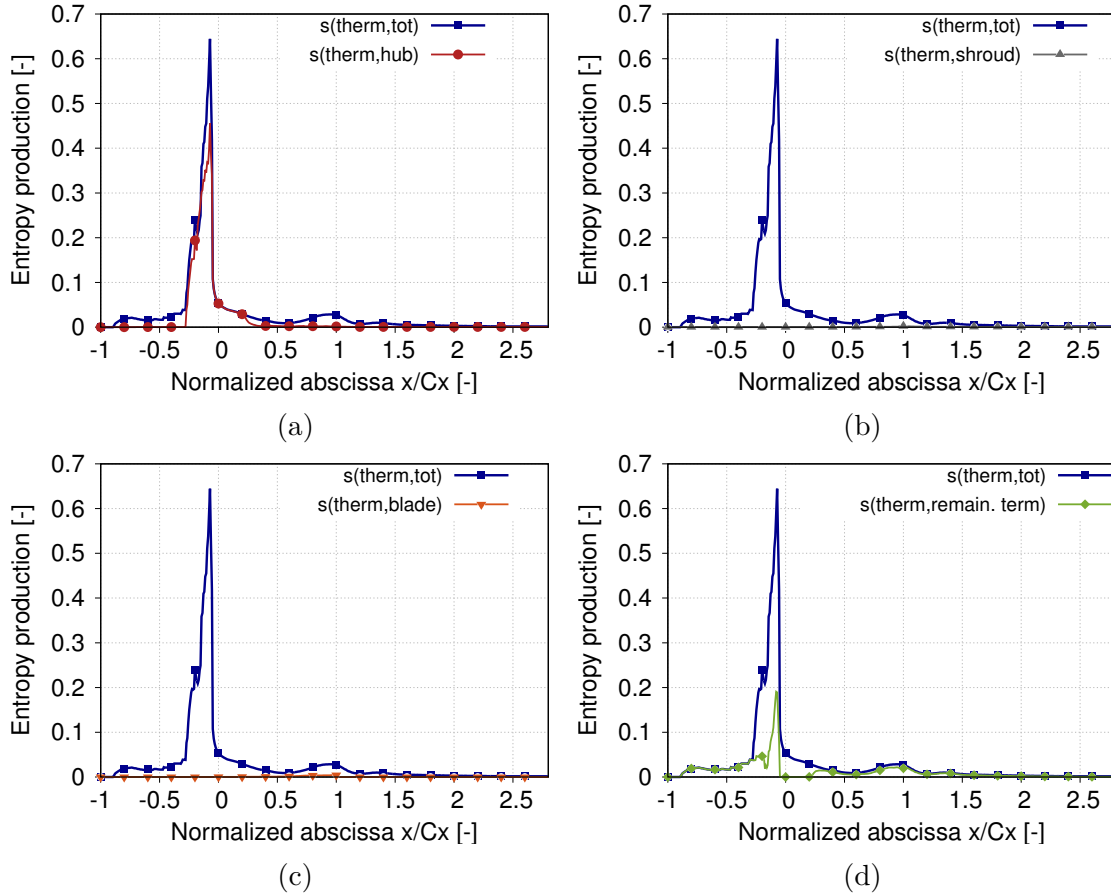 0.7
0.6
0.5
0.4
0.3
0.2
0.1
0
-1 -0.5 0 0.5 1 1.5 2 2.5
Entropy production [-]
Normalized abscissa x/Cx [-]
s(therm,tot)
s(therm,hub)
(a)
0.7
0.6
0.5
0.4
0.3
0.2
0.1
0
-1 -0.5 0 0.5 1 1.5 2 2.5
Entropy production [-]
Normalized abscissa x/Cx [-]
s(therm,tot)
s(therm,shroud)
(b)
0.7
0.6
0.5
0.4
0.3
0.2
0.1
0
-1 -0.5 0 0.5 1 1.5 2 2.5
Entropy production [-]
Normalized abscissa x/Cx [-]
s(therm,tot)
s(therm,blade)
(c)
0.7
0.6
0.5
0.4
0.3
0.2
0.1
0
-1 -0.5 0 0.5 1 1.5 2 2.5
Entropy production [-]
Normalized abscissa x/Cx [-]
s(therm,tot)
s(therm,remain. term)
(d)